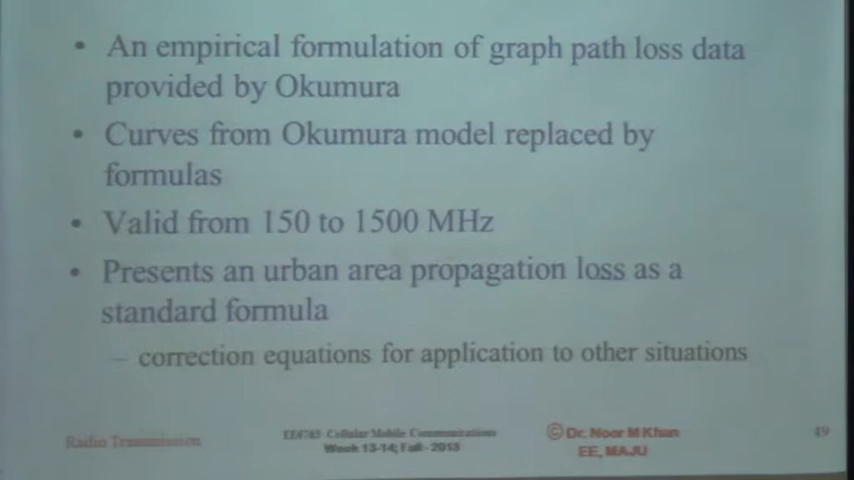 • An empirical formulation of graph path loss data
provided by Okumura
• Curves from Okumura model replaced by
formulas
• Valid from 150 to 1500 MHz
• Presents an urban area propagation loss as a
standard formula
– correction equations for application to other situations
Radio Transmission
Cellular Mobile Communications
Week 13-14; Fall - 2013
© Dr. Noor M Khan
EE, MAJU
49